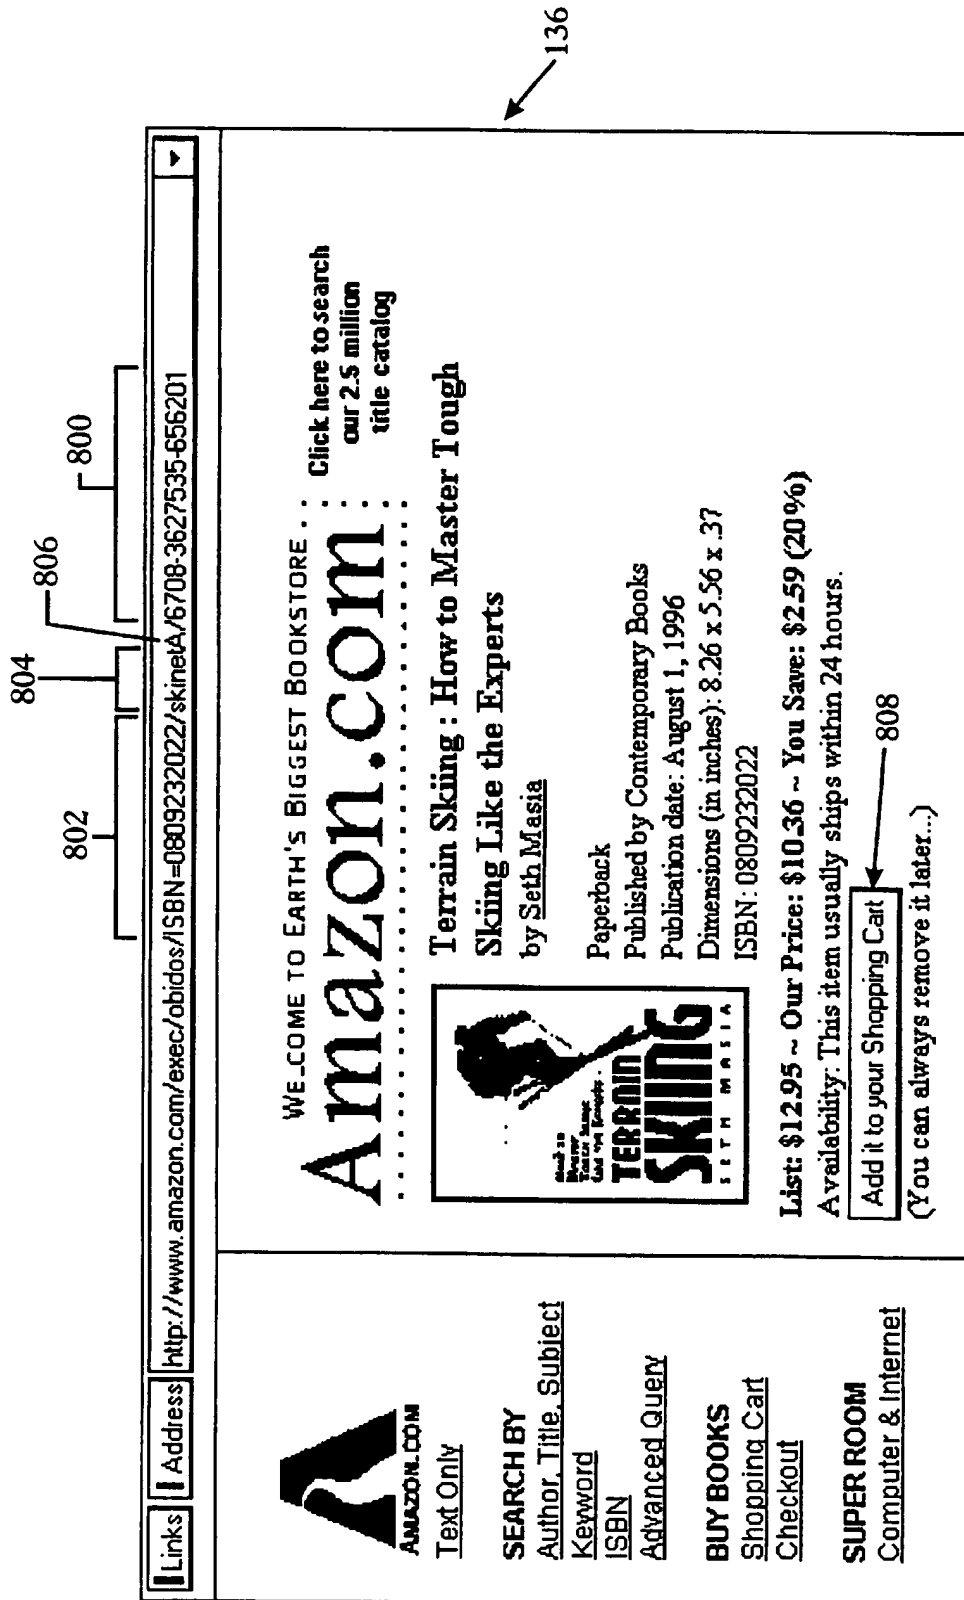 136
800
806
804
802
Links Address http://www.amazon.com/exec/obidos/ISBN=0809232022/skinetA/6708-3627535-656201
AMAZON.COM
Text Only
SEARCH BY
Author, Title, Subject
Keyword
ISBN
Advanced Query
BUY BOOKS
Shopping Cart
Checkout
SUPER ROOM
Computer & Internet
WELCOME TO EARTH'S BIGGEST BOOKSTORE
Amazon.com
Click here to search
our 2.5 million
title catalog
Terrain Skiing : How to Master Tough
Skiing Like the Experts
by Seth Masia
TERRAIN
SKIING
SETH MASIA
Paperback
Published by Contemporary Books
Publication date: August 1, 1996
Dimensions (in inches): 8.26 x 5.56 x .37
ISBN: 0809232022
List: $12.95 ~ Our Price: $10.36 ~ You Save: $2.59 (20%)
Availability: This item usually ships within 24 hours.
Add it to your Shopping Cart
808
(You can always remove it later...)